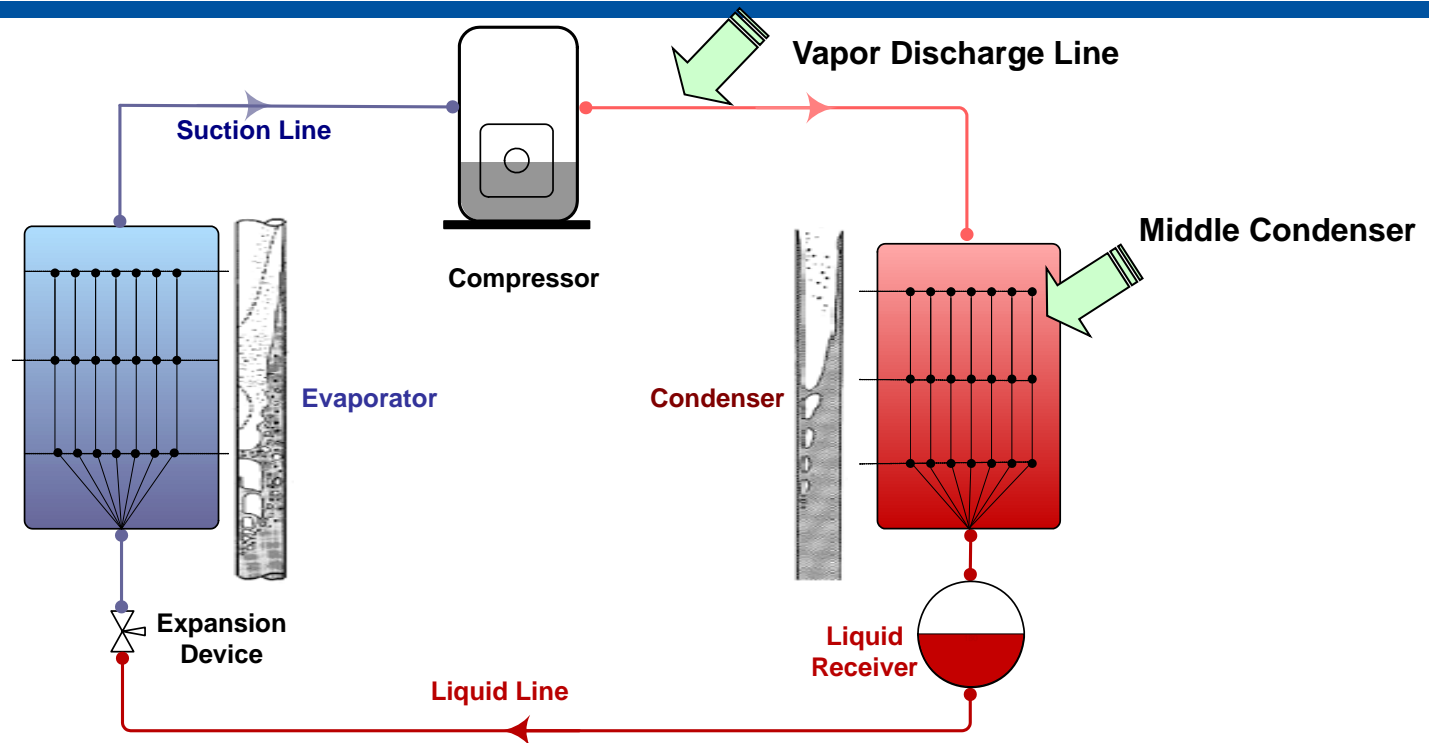 Vapor Discharge Line
Suction Line
Middle Condenser
Compressor
Evaporator
Condenser
Expansion
Device
Liquid
Receiver
Liquid Line